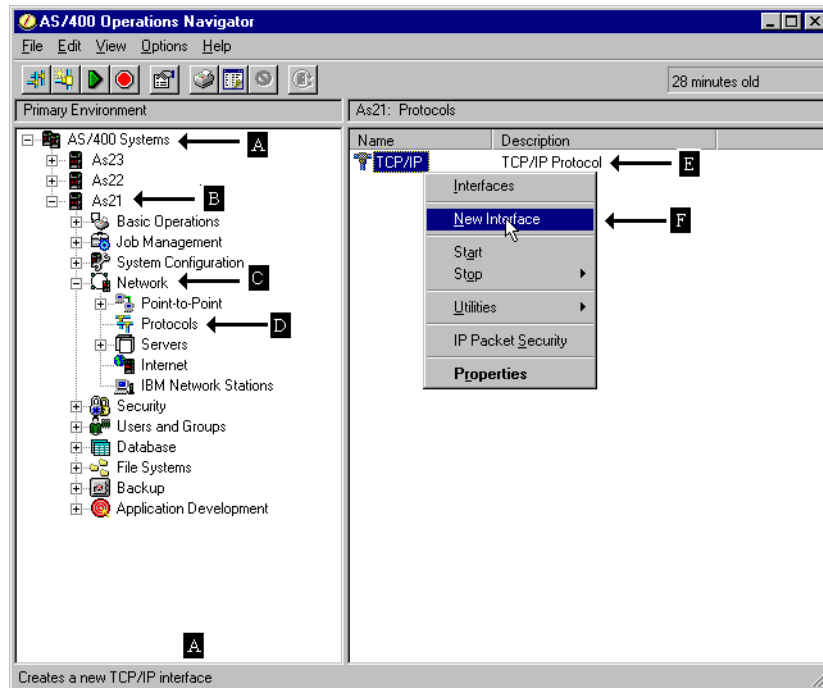 AS/400 Operations Navigator
File Edit View Options Help
28 minutes old
Primary Environment
As21: Protocols
AS/400 Systems A
As23
As22
As21 B
Basic Operations
Job Management
System Configuration
Network C
Point-to-Point
Protocols D
Servers
Internet
IBM Network Stations
Security
Users and Groups
Database
File Systems
Backup
Application Development
A
Name Description
TCP/IP TCP/IP Protocol E
Interfaces
New Interface F
Start
Stop
Utilities
IP Packet Security
Properties
Creates a new TCP/IP interface